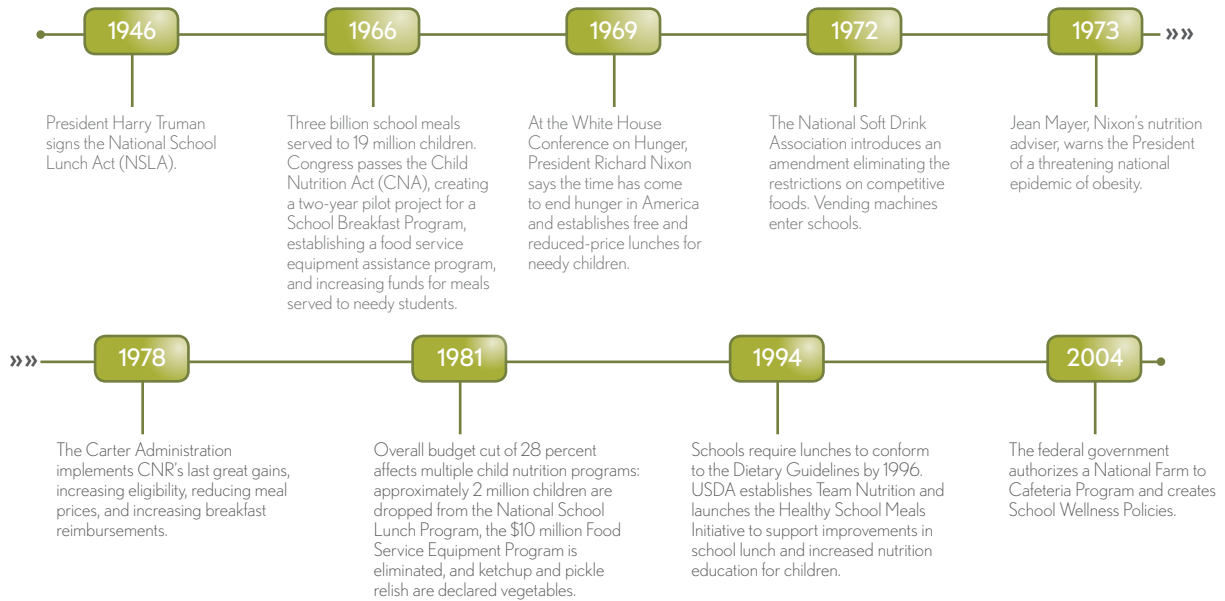 1946
President Harry Truman
signs the National School
Lunch Act (NSLA).
1966
Three billion school meals
served to 19 million children.
Congress passes the Child
Nutrition Act (CNA), creating
a two-year pilot project for a
School Breakfast Program,
establishing a food service
equipment assistance program,
and increasing funds for meals
served to needy students.
1969
At the White House
Conference on Hunger,
President Richard Nixon
says the time has come
to end hunger in America
and establishes free and
reduced-price lunches for
needy children.
1972
The National Soft Drink
Association introduces an
amendment eliminating the
restrictions on competitive
foods. Vending machines
enter schools.
1973
Jean Mayer, Nixon's nutrition
adviser, warns the President
of a threatening national
epidemic of obesity.
»»
»»
1978
The Carter Administration
implements CNR's last great gains,
increasing eligibility, reducing meal
prices, and increasing breakfast
reimbursements.
1981
Overall budget cut of 28 percent
affects multiple child nutrition programs:
approximately 2 million children are
dropped from the National School
Lunch Program, the $10 million Food
Service Equipment Program is
eliminated, and ketchup and pickle
relish are declared vegetables.
1994
Schools require lunches to conform
to the Dietary Guidelines by 1996.
USDA establishes Team Nutrition and
launches the Healthy School Meals
Initiative to support improvements in
school lunch and increased nutrition
education for children.
2004
The federal government
authorizes a National Farm to
Cafeteria Program and creates
School Wellness Policies.